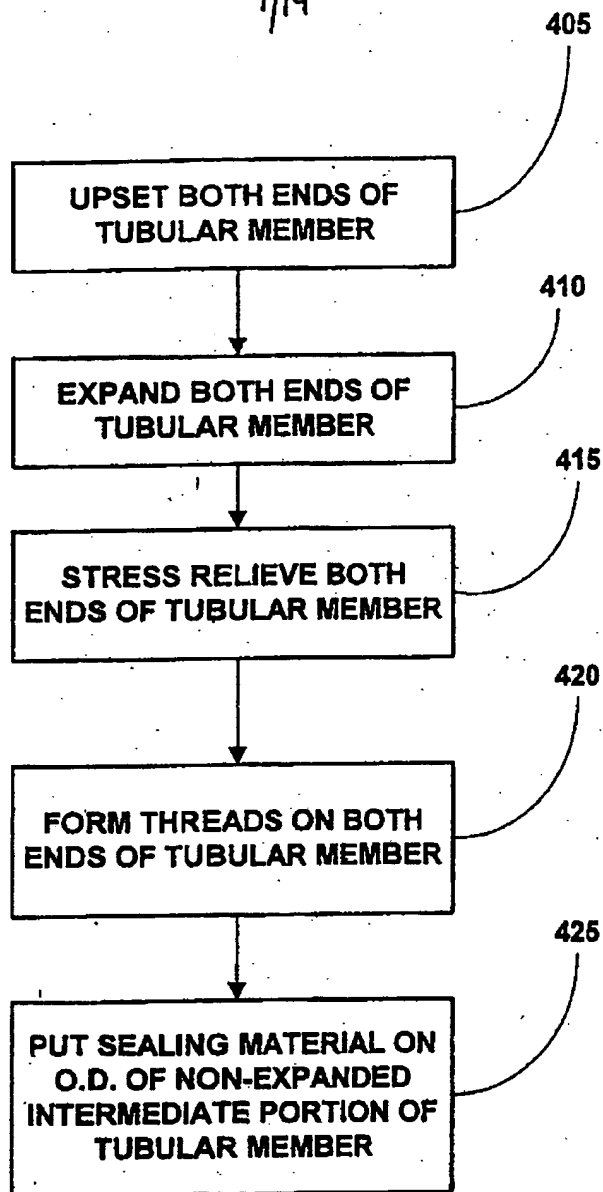 405
UPSET BOTH ENDS OF
TUBULAR MEMBER
410
EXPAND BOTH ENDS OF
TUBULAR MEMBER
415
STRESS RELIEVE BOTH
ENDS OF TUBULAR MEMBER
420
FORM THREADS ON BOTH
ENDS OF TUBULAR MEMBER
425
PUT SEALING MATERIAL ON
O.D. OF NON-EXPANDED
INTERMEDIATE PORTION OF
TUBULAR MEMBER